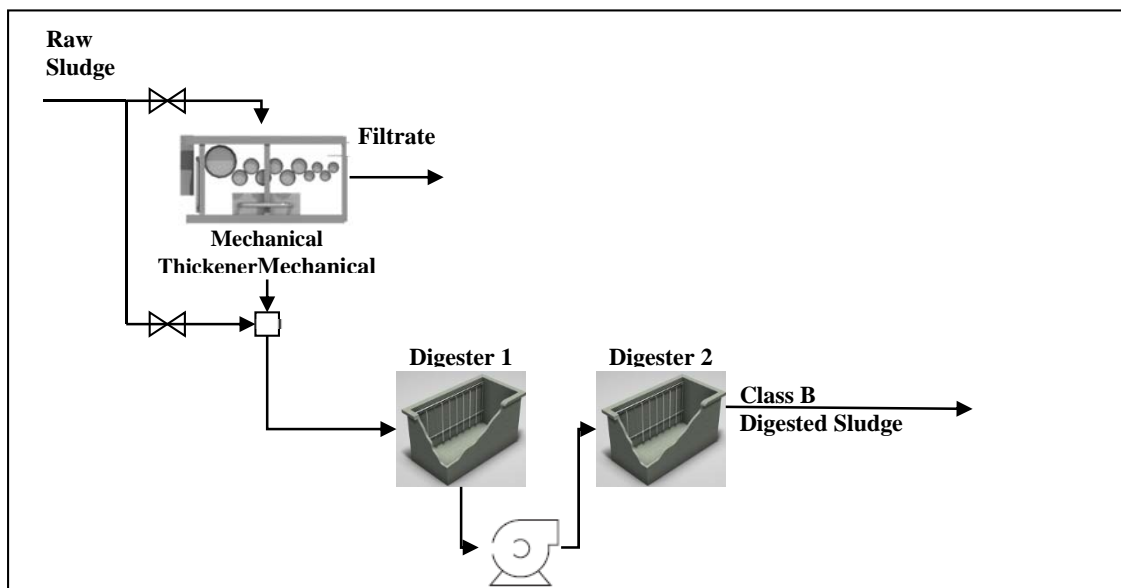 Raw
Sludge
Filtrate
Mechanical
ThickenerMechanical
Digester 1
Digester 2
Class B
Digested Sludge